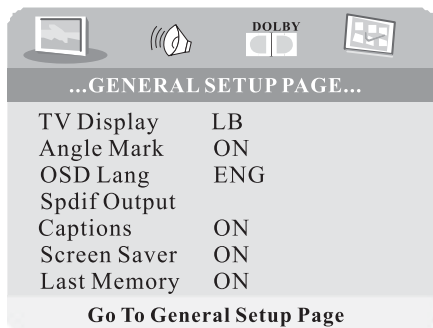 DOLBY
...GENERAL SETUP PAGE...
TV Display LB
Angle Mark ON
OSD Lang ENG
Spdif Output
Captions ON
Screen Saver ON
Last Memory ON
Go To General Setup Page